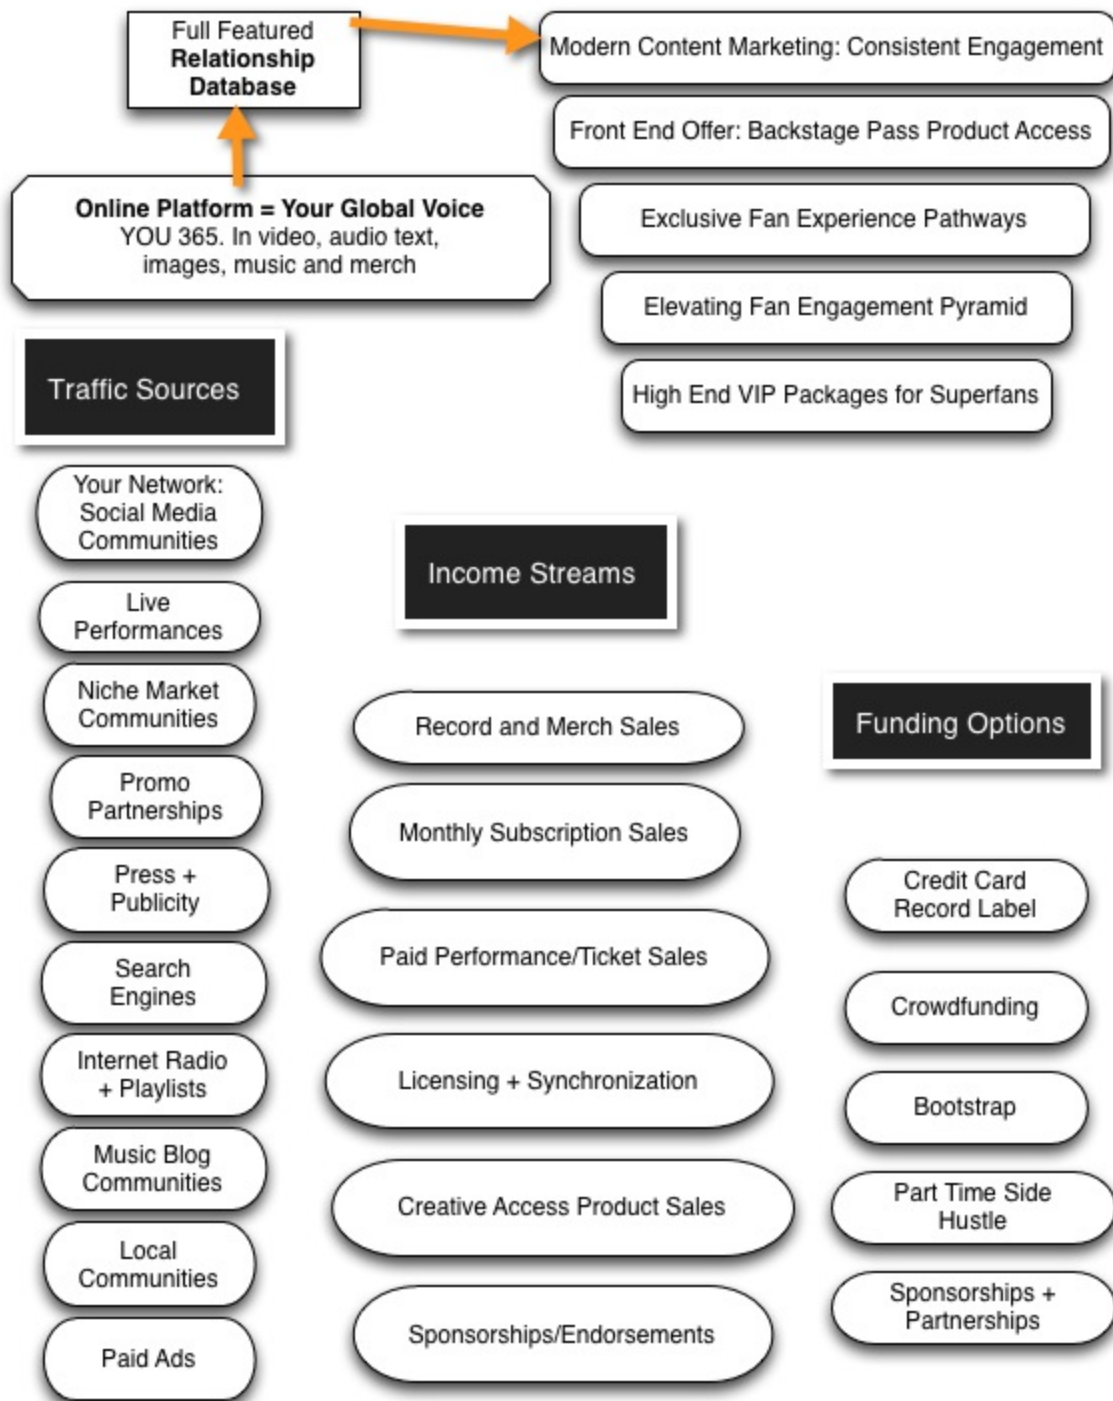 Full Featured
Relationship
Database
Modern Content Marketing: Consistent Engagement
Front End Offer: Backstage Pass Product Access
Exclusive Fan Experience Pathways
Elevating Fan Engagement Pyramid
High End VIP Packages for Superfans
Online Platform = Your Global Voice
YOU 365. In video, audio text,
images, music and merch
Traffic Sources
Your Network:
Social Media
Communities
Live
Performances
Niche Market
Communities
Promo
Partnerships
Press +
Publicity
Search
Engines
Internet Radio
+ Playlists
Music Blog
Communities
Local
Communities
Paid Ads
Income Streams
Record and Merch Sales
Monthly Subscription Sales
Paid Performance/Ticket Sales
Licensing + Synchronization
Creative Access Product Sales
Sponsorships/Endorsements
Funding Options
Credit Card
Record Label
Crowdfunding
Bootstrap
Part Time Side
Hustle
Sponsorships +
Partnerships